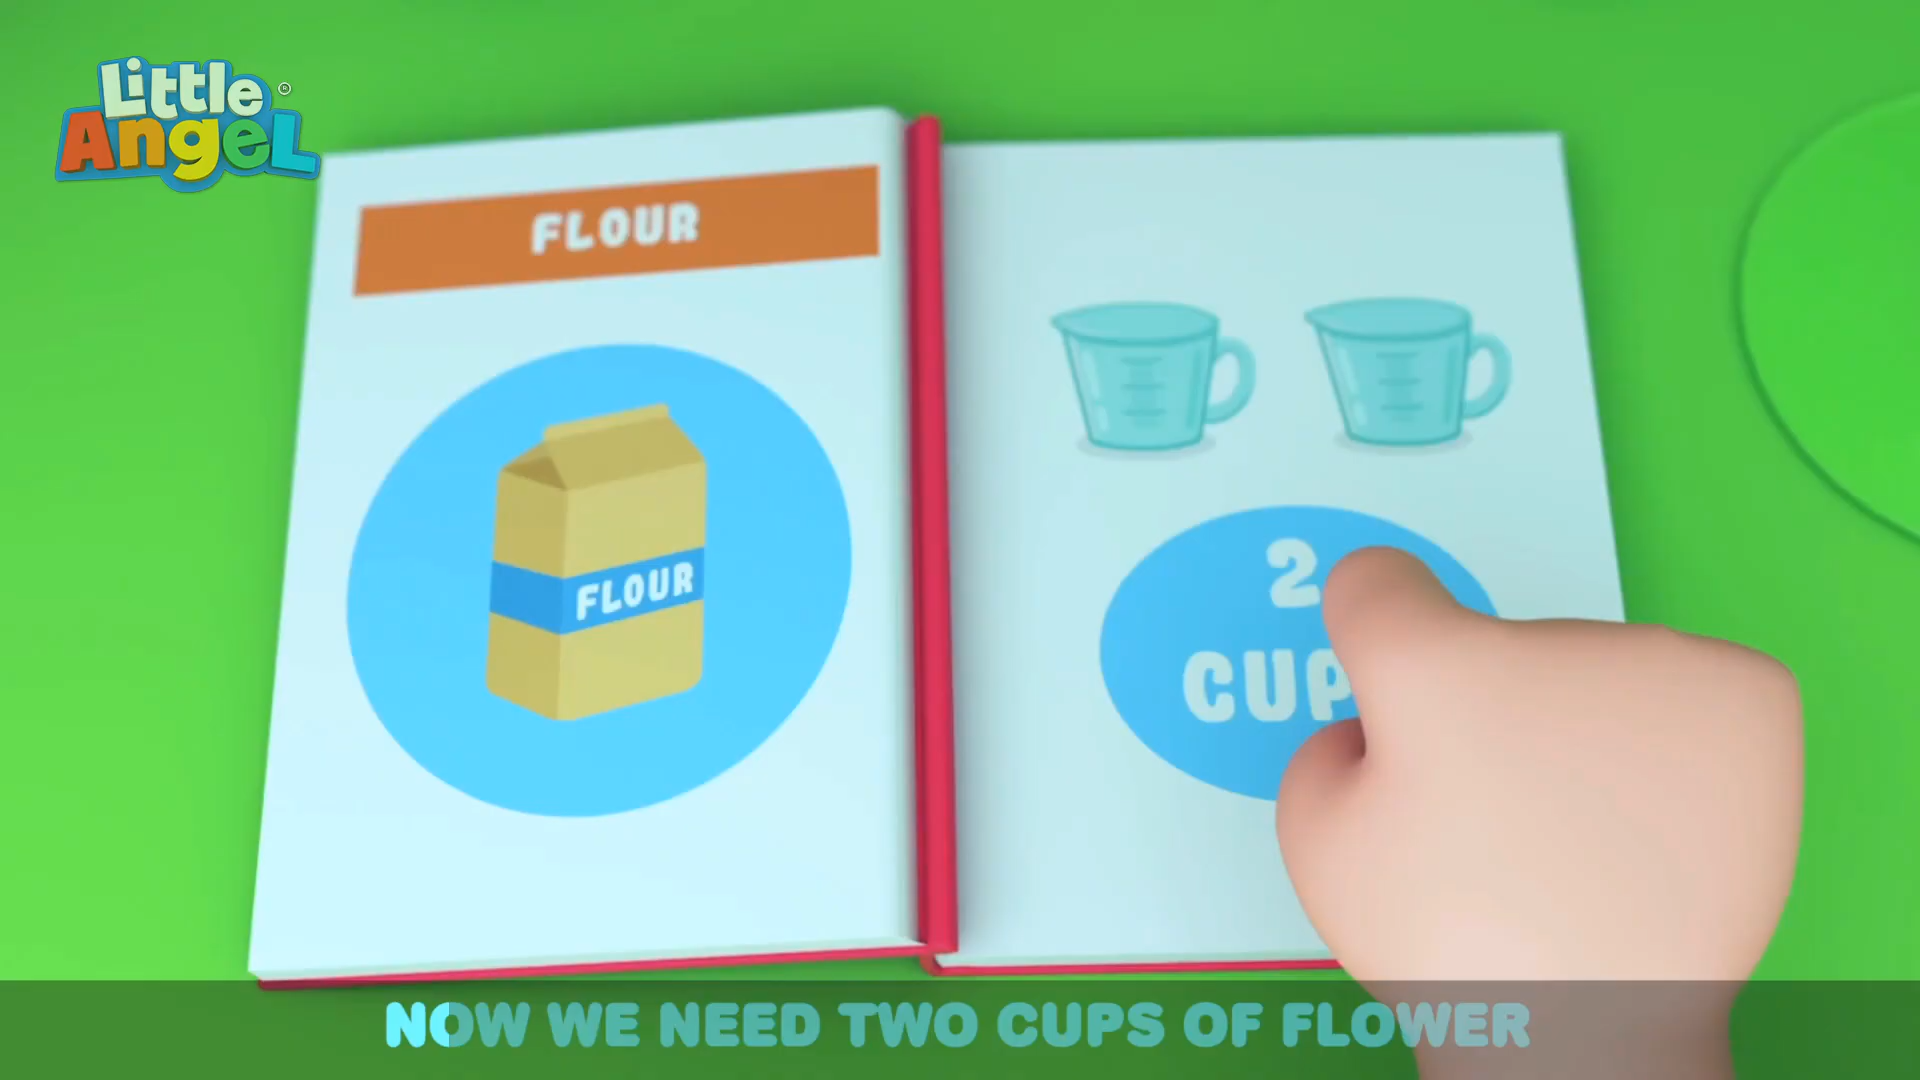 Little
Angel
®
FLOUR
FLOUR
2
CUP
NOW WE NEED TWO CUPS OF FLOWER